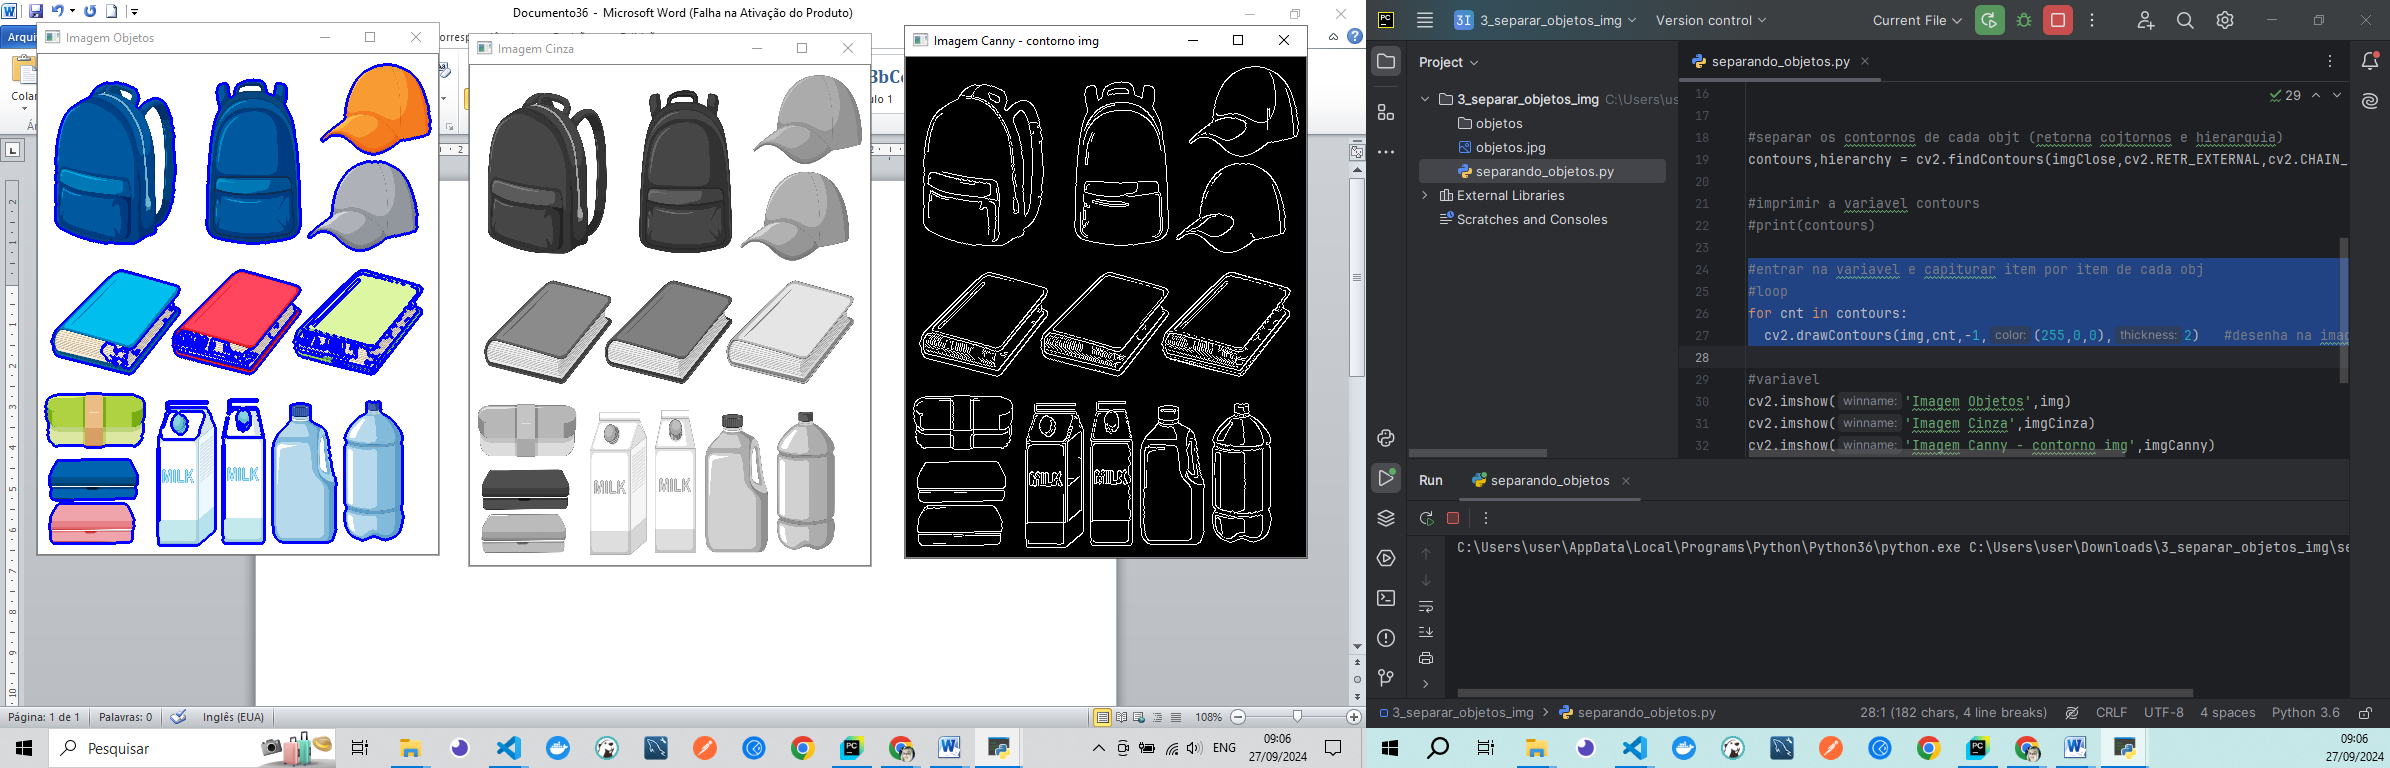 Documento36 - Microsoft Word (Falha na Ativação do Produto)
Arqui
Imagem Objetos
orresp
Imagem Cinza
Imagem Canny - contorno img
Colar
Ár
BbCc
ulo 1
2
MILK
MILK
MILK
MILK
MILK
MILK
Página: 1 de 1
Palavras: 0
Inglês (EUA)
108%
Pesquisar
ENG
09:06
27/09/2024
PC
3I
3_separar_objetos_img
Version control
Current File
Project
3_separar_objetos_img C:\Users\us
objetos
objetos.jpg
separando_objetos.py
External Libraries
Scratches and Consoles
separando_objetos.py
29
16
17
18 #separar os contornos de cada objt (retorna cojtornos e hierarquia)
19 contours,hierarchy = cv2.findContours(imgClose,cv2.RETR_EXTERNAL,cv2.CHAIN_
20
21 #imprimir a variavel contours
22 #print(contours)
23
24 #entrar na variavel e capiturar item por item de cada obj
25 #loop
26 for cnt in contours:
27 cv2.drawContours(img,cnt,-1, color: (255,0,0), thickness: 2) #desenha na imag
28
29 #variavel
30 cv2.imshow( winname: 'Imagem Objetos',img)
31 cv2.imshow( winname: 'Imagem Cinza',imgCinza)
32 cv2.imshow( winname: 'Imagem Canny - contorno img',imgCanny)
Run
separando_objetos
C:\Users\user\AppData\Local\Programs\Python\Python36\python.exe C:\Users\user\Downloads\3_separar_objetos_img\se
3_separar_objetos_img > separando_objetos.py
28:1 (182 chars, 4 line breaks)
CRLF
UTF-8
4 spaces
Python 3.6
09:06
27/09/2024